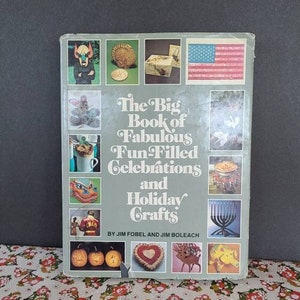 The Big
Book of
Fabulous
Fun-Filled
Celebrations
and
Holiday
Crafts
BY JIM FOBEL AND JIM BOLEACH